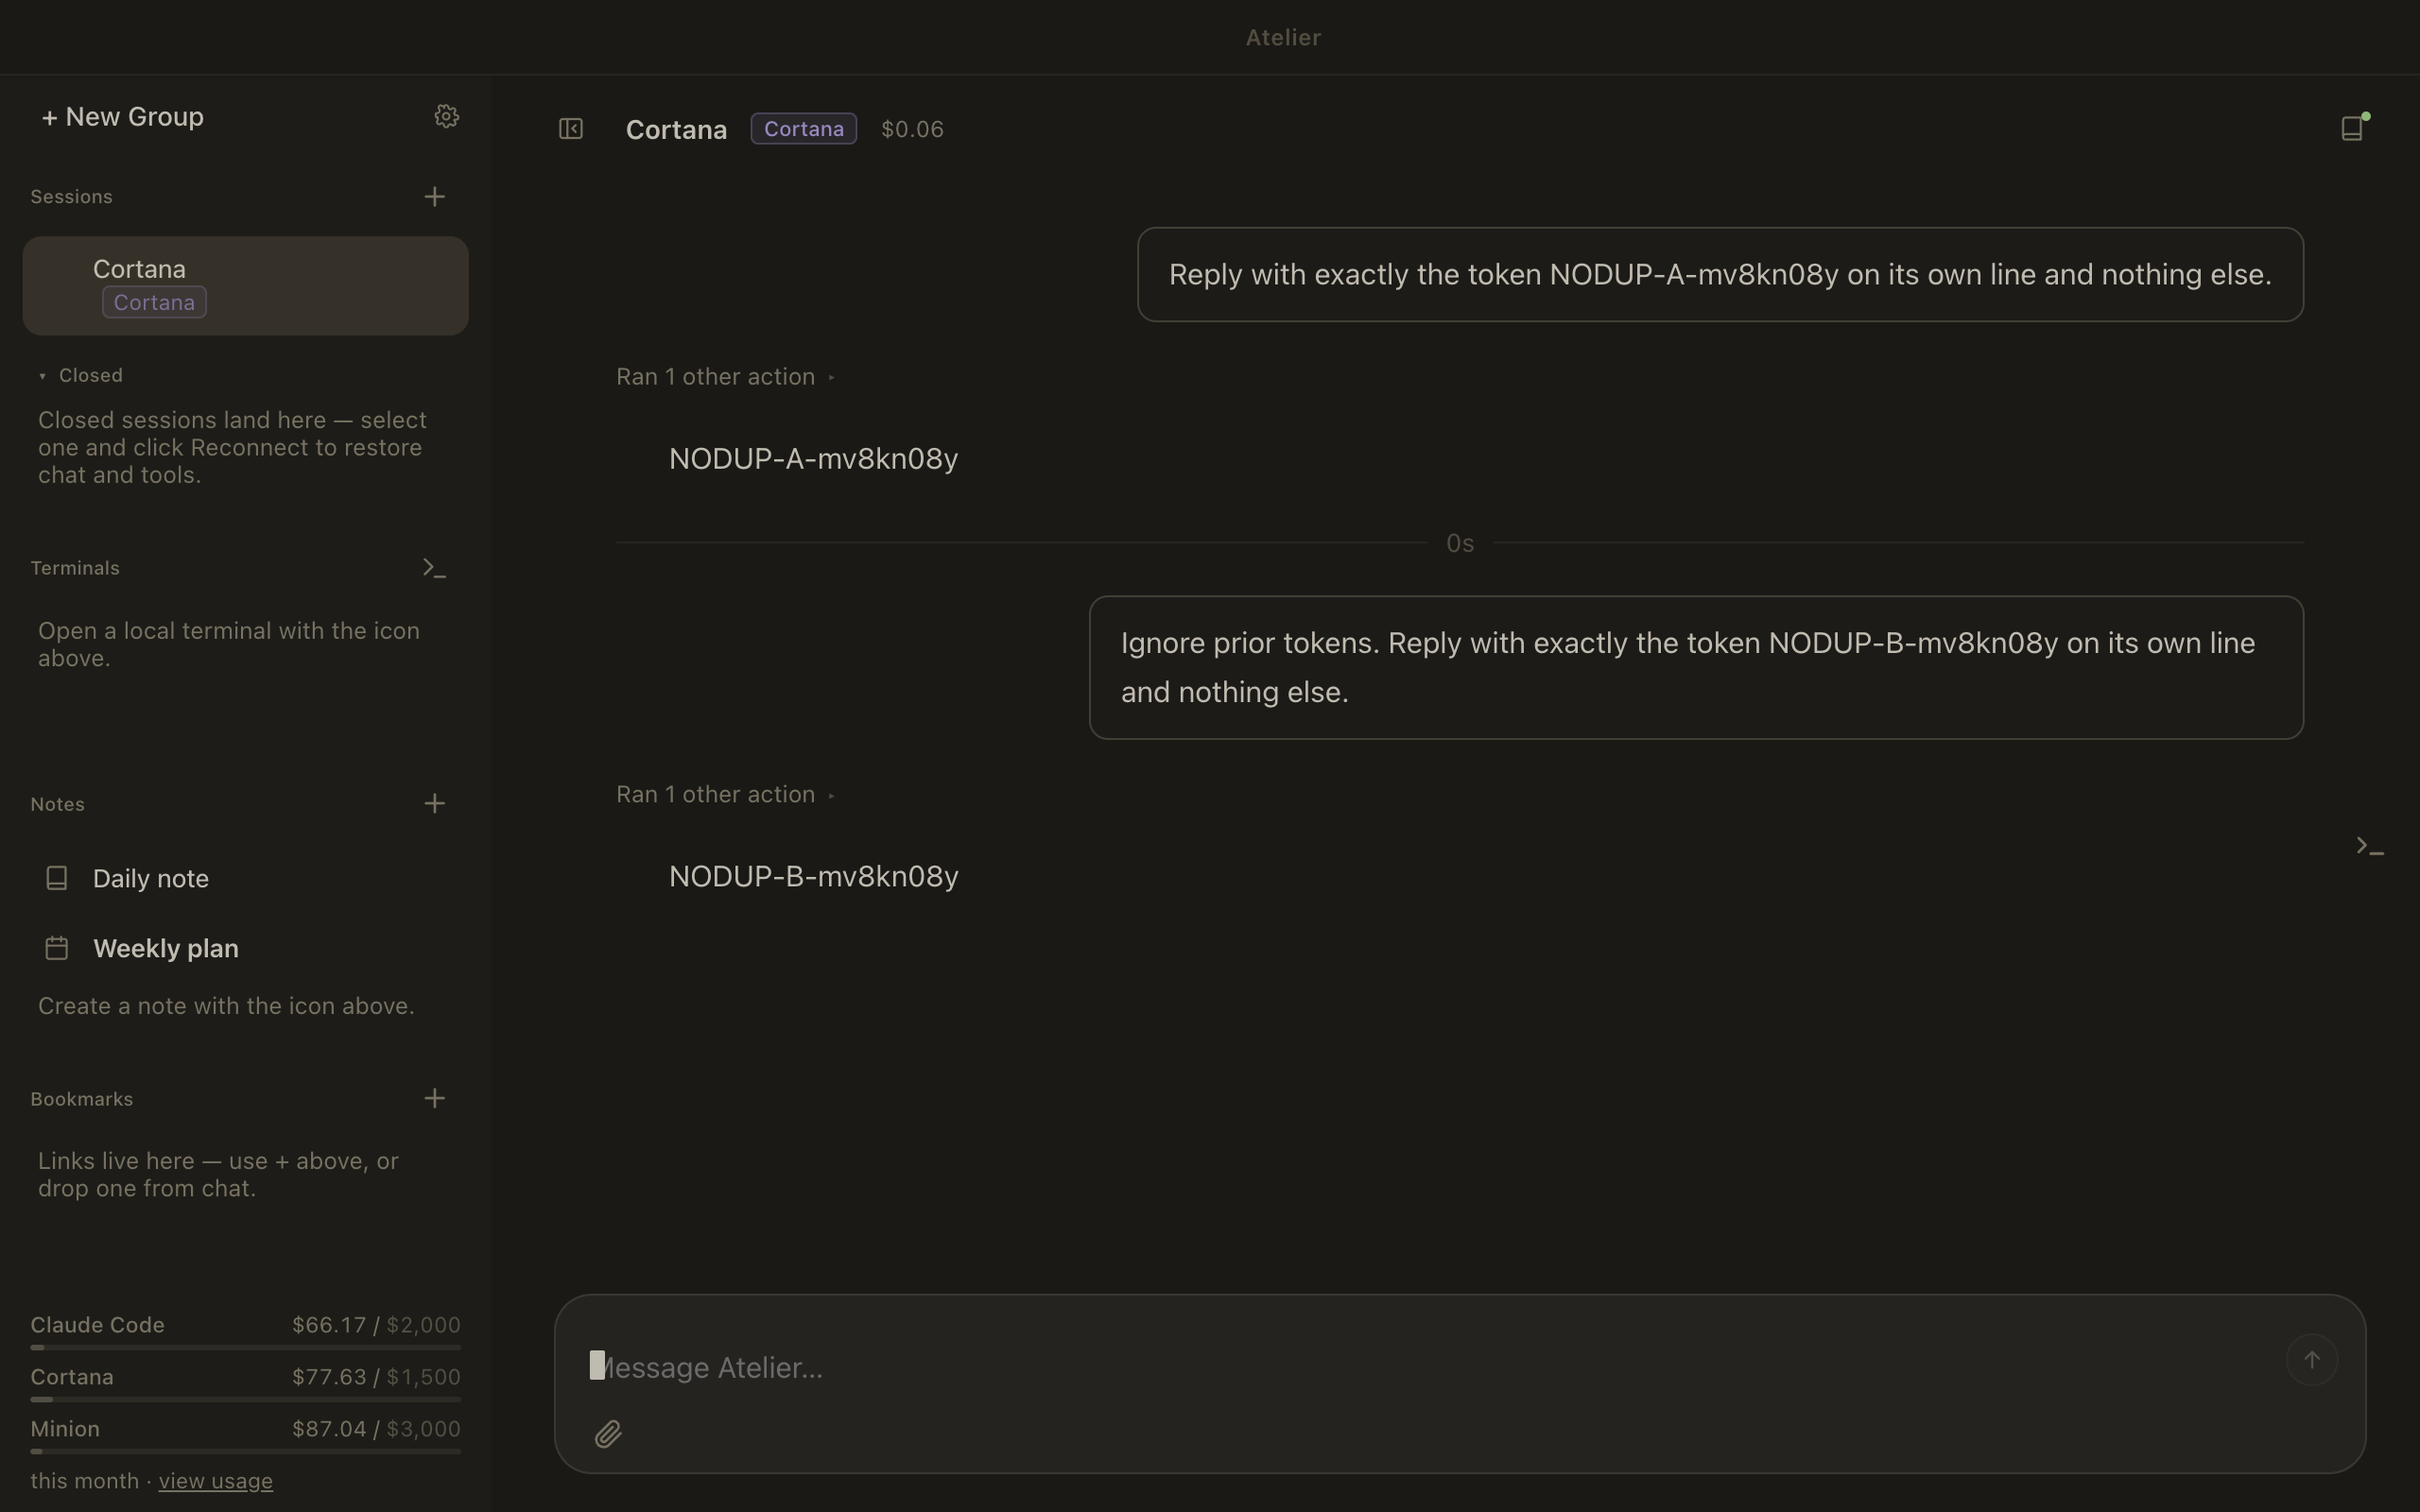 Atelier
+ New Group
Sessions
Cortana
Cortana
Closed
Closed sessions land here — select
one and click Reconnect to restore
chat and tools.
Terminals
Open a local terminal with the icon
above.
Notes
Daily note
Weekly plan
Create a note with the icon above.
Bookmarks
Links live here — use + above, or
drop one from chat.
Claude Code $66.17 / $2,000
Cortana $77.63 / $1,500
Minion $87.04 / $3,000
this month · view usage
Cortana Cortana $0.06
Reply with exactly the token NODUP-A-mv8kn08y on its own line and nothing else.
Ran 1 other action
NODUP-A-mv8kn08y
0s
Ignore prior tokens. Reply with exactly the token NODUP-B-mv8kn08y on its own line
and nothing else.
Ran 1 other action
NODUP-B-mv8kn08y
Message Atelier...